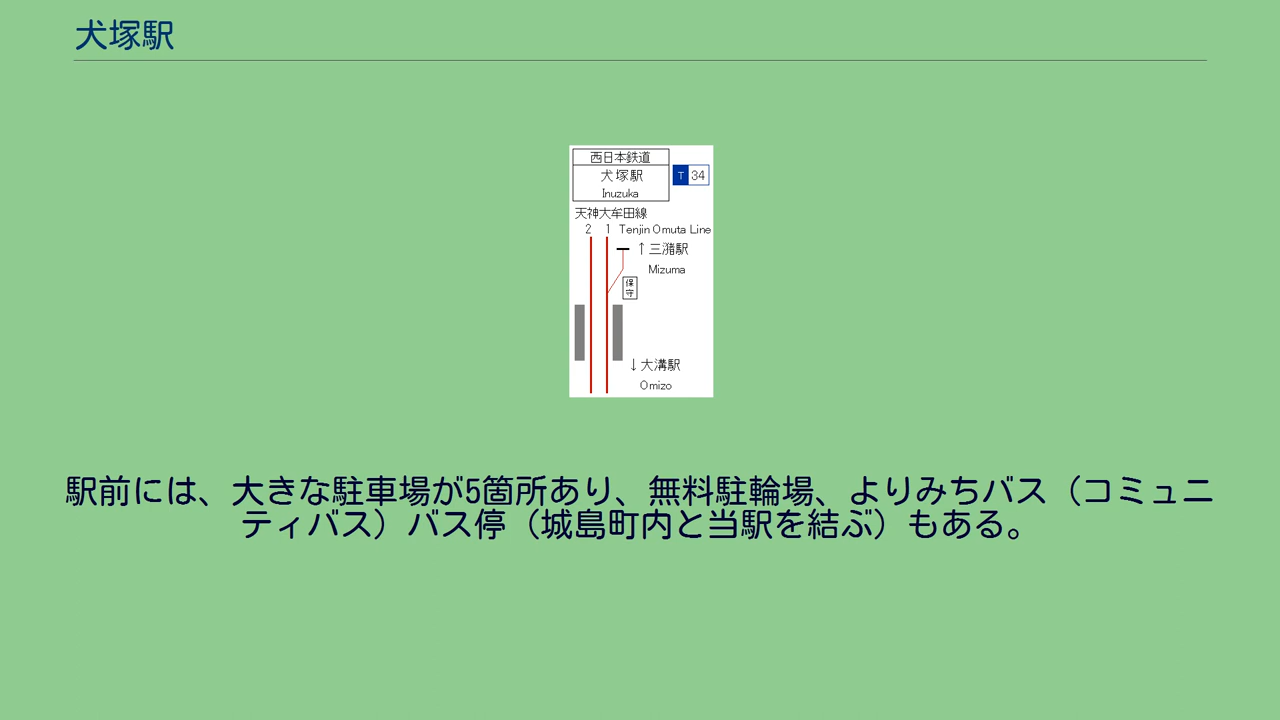 犬塚駅
西日本鉄道
犬塚駅
Inuzuka
T 34
天神大牟田線
2 1 Tenjin Omuta Line
↑三潴駅
Mizuma
保守
↓大溝駅
Omizo
駅前には、大きな駐車場が5箇所あり、無料駐輪場、よりみちバス（コミュニ
ティバス）バス停（城島町内と当駅を結ぶ）もある。